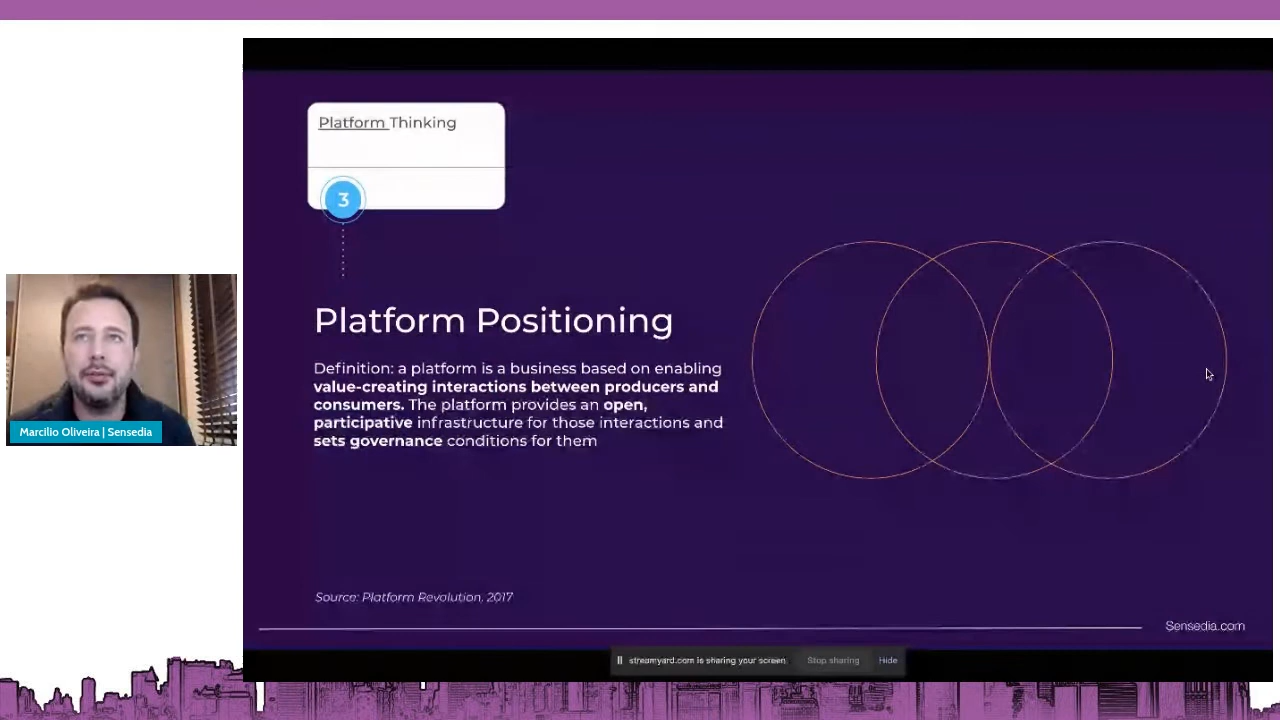 Platform Thinking
3
Platform Positioning
Definition: a platform is a business based on enabling
value-creating interactions between producers and
consumers. The platform provides an open,
participative infrastructure for those interactions and
sets governance conditions for them
Source: Platform Revolution, 2017
Sensedia.com
Marcilio Oliveira | Sensedia
streamyard.com is sharing your screen
Stop sharing
Hide